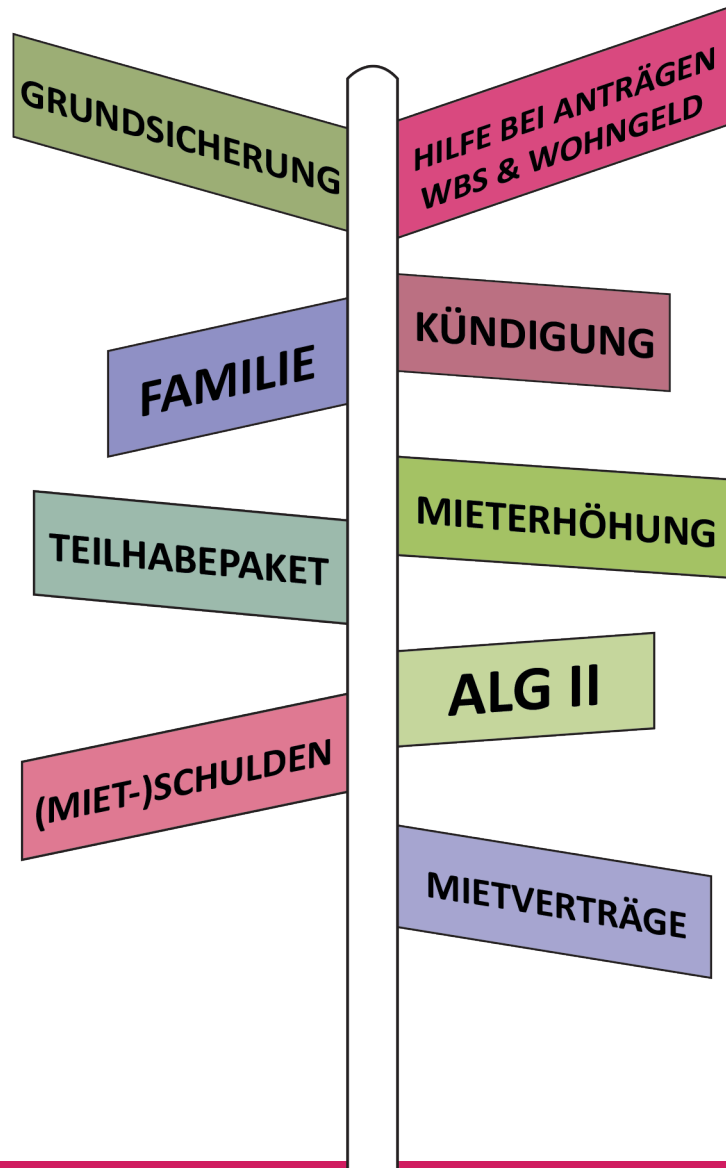 GRUNDSICHERUNG
HILFE BEI ANTRÄGEN
WBS & WOHNGELD
KÜNDIGUNG
FAMILIE
MIETERHÖHUNG
TEILHABEPAKET
ALG II
(MIET-)SCHULDEN
MIETVERTRÄGE